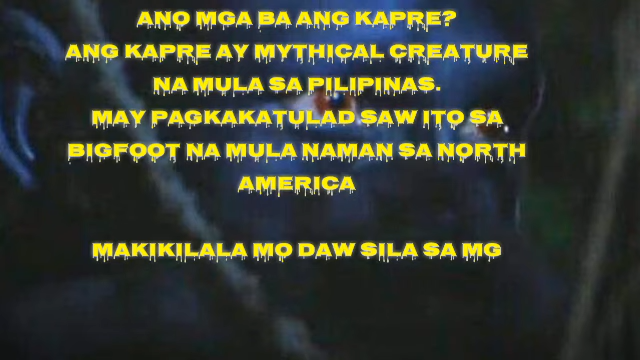 ANO MGA BA ANG KAPRE?
ANG KAPRE AY MYTHICAL CREATURE
NA MULA SA PILIPINAS.
MAY PAGKAKATULAD SAW ITO SA
BIGFOOT NA MULA NAMAN SA NORTH
AMERICA
MAKIKILALA MO DAW SILA SA MG